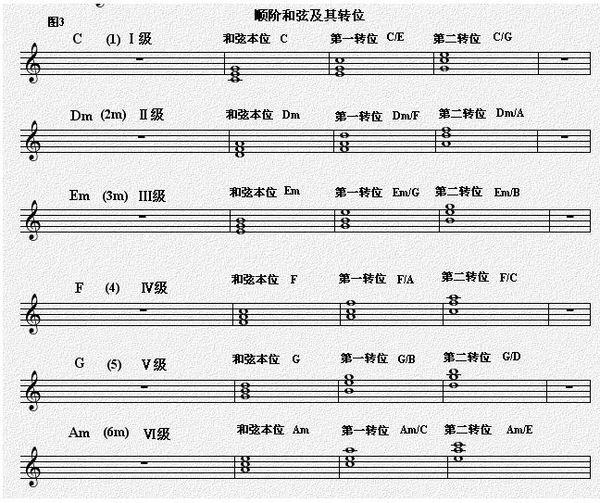 顺阶和弦及其转位
图3
C (1) Ⅰ级 和弦本位 C 第一转位 C/E 第二转位 C/G
Dm (2m) Ⅱ级 和弦本位 Dm 第一转位 Dm/F 第二转位 Dm/A
Em (3m) Ⅲ级 和弦本位 Em 第一转位 Em/G 第二转位 Em/B
F (4) Ⅳ级 和弦本位 F 第一转位 F/A 第二转位 F/C
G (5) Ⅴ级 和弦本位 G 第一转位 G/B 第二转位 G/D
Am (6m) Ⅵ级 和弦本位 Am 第一转位 Am/C 第二转位 Am/E